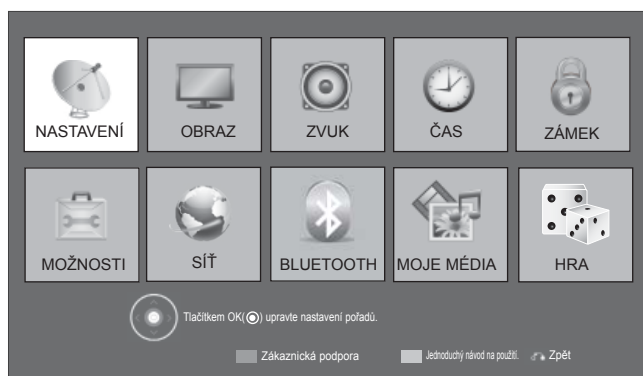 NASTAVENÍ OBRAZ ZVUK ČAS ZÁMEK
MOŽNOSTI SÍŤ BLUETOOTH MOJE MÉDIA HRA
Tlačítkem OK(◉) upravte nastavení pořadů.
Zákaznická podpora Jednoduchý návod na použití. Zpět